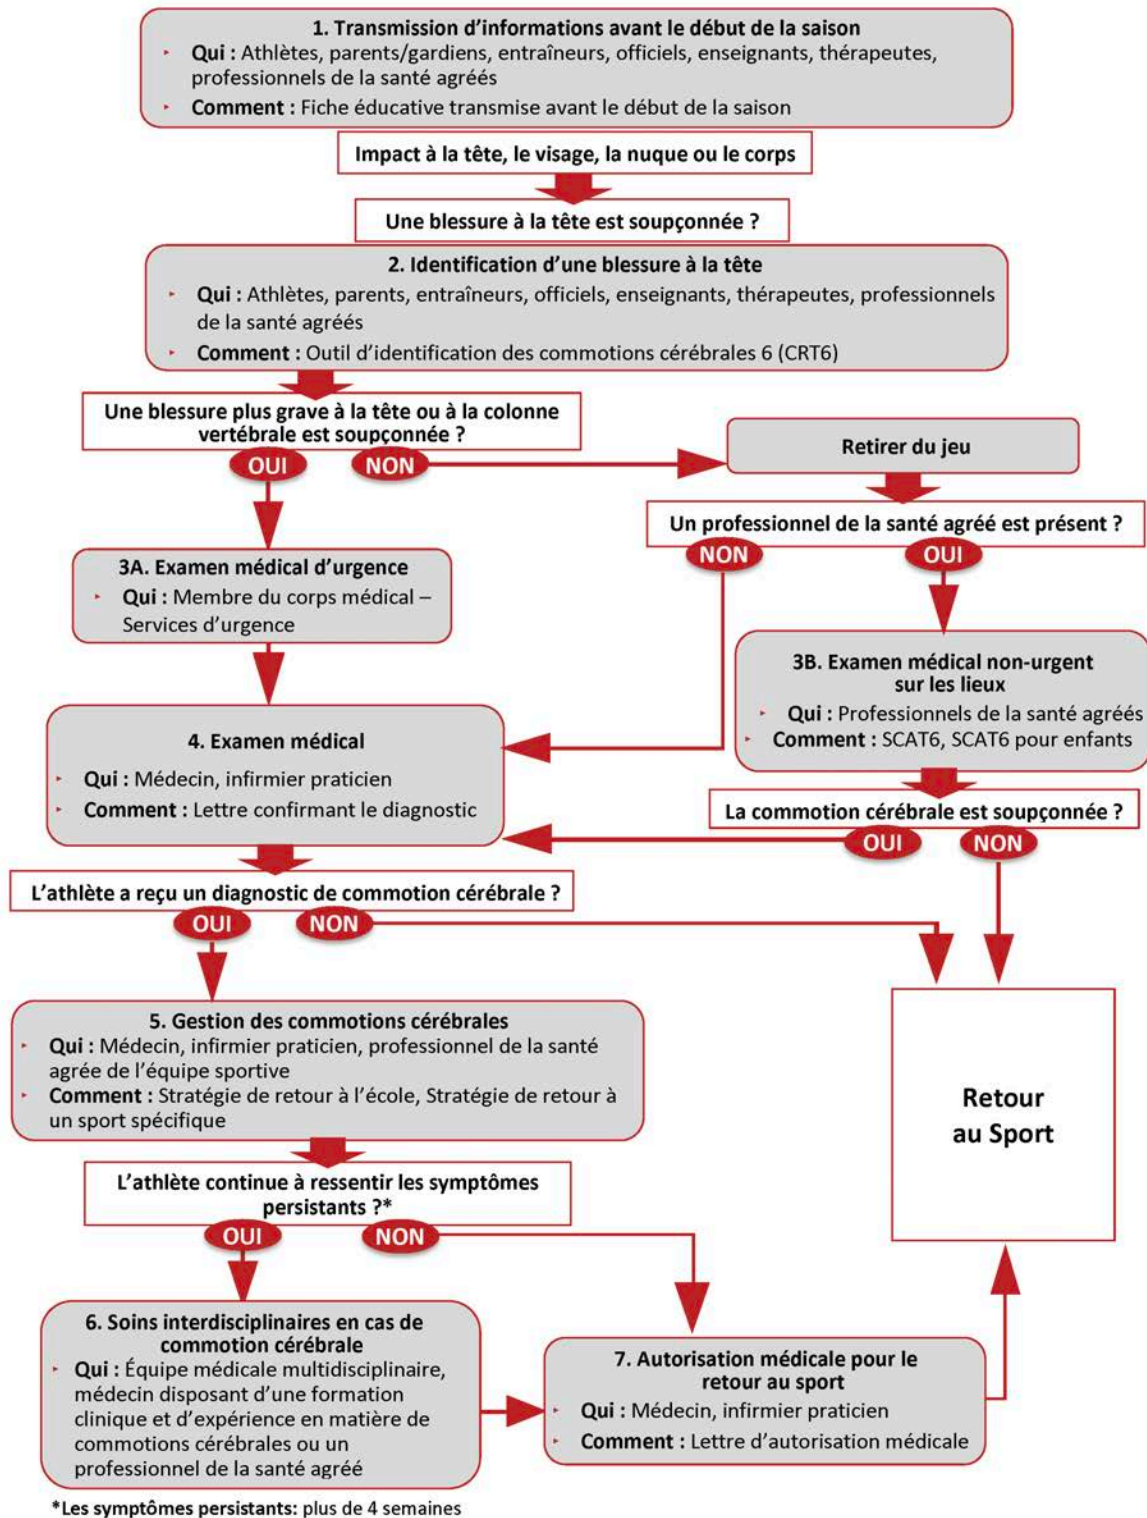 1. Transmission d'informations avant le début de la saison
‣ Qui : Athlètes, parents/gardiens, entraîneurs, officiels, enseignants, thérapeutes,
professionnels de la santé agréés
‣ Comment : Fiche éducative transmise avant le début de la saison
Impact à la tête, le visage, la nuque ou le corps
Une blessure à la tête est soupçonnée ?
2. Identification d'une blessure à la tête
‣ Qui : Athlètes, parents, entraîneurs, officiels, enseignants, thérapeutes, professionnels
de la santé agréés
‣ Comment : Outil d'identification des commotions cérébrales 6 (CRT6)
Une blessure plus grave à la tête ou à la colonne
vertébrale est soupçonnée ?
OUI
NON
Retirer du jeu
Un professionnel de la santé agréé est présent ?
NON
OUI
3A. Examen médical d'urgence
‣ Qui : Membre du corps médical –
Services d'urgence
3B. Examen médical non-urgent
sur les lieux
‣ Qui : Professionnels de la santé agréés
‣ Comment : SCAT6, SCAT6 pour enfants
4. Examen médical
‣ Qui : Médecin, infirmier praticien
‣ Comment : Lettre confirmant le diagnostic
La commotion cérébrale est soupçonnée ?
OUI
NON
L'athlète a reçu un diagnostic de commotion cérébrale ?
OUI
NON
5. Gestion des commotions cérébrales
‣ Qui : Médecin, infirmier praticien, professionnel de la santé
agrée de l'équipe sportive
‣ Comment : Stratégie de retour à l'école, Stratégie de retour à
un sport spécifique
Retour
au Sport
L'athlète continue à ressentir les symptômes
persistants ?*
OUI
NON
6. Soins interdisciplinaires en cas de
commotion cérébrale
‣ Qui : Équipe médicale multidisciplinaire,
médecin disposant d'une formation
clinique et d'expérience en matière de
commotions cérébrales ou un
professionnel de la santé agréé
7. Autorisation médicale pour le
retour au sport
‣ Qui : Médecin, infirmier praticien
‣ Comment : Lettre d'autorisation médicale
*Les symptômes persistants: plus de 4 semaines